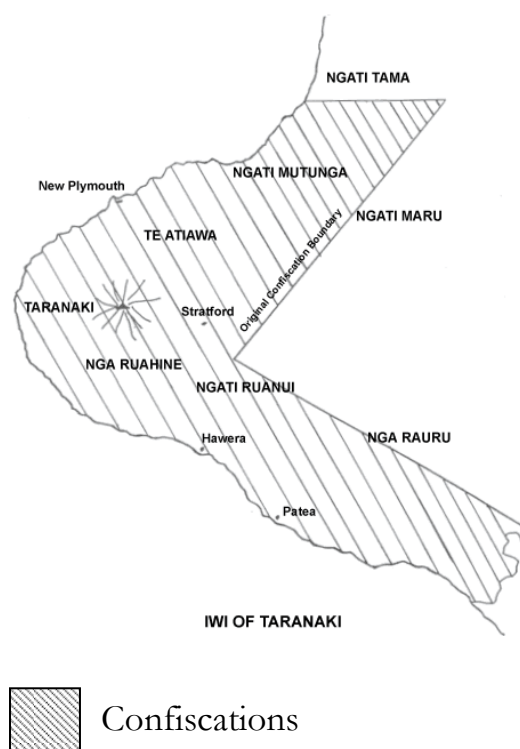 NGATI TAMA
NGATI MUTUNGA
New Plymouth
NGATI MARU
TE ATIAWA
Original Confiscation Boundary
TARANAKI
Stratford
NGA RUAHINE
NGATI RUANUI
Hawera
NGA RAURU
Patea
IWI OF TARANAKI
Confiscations